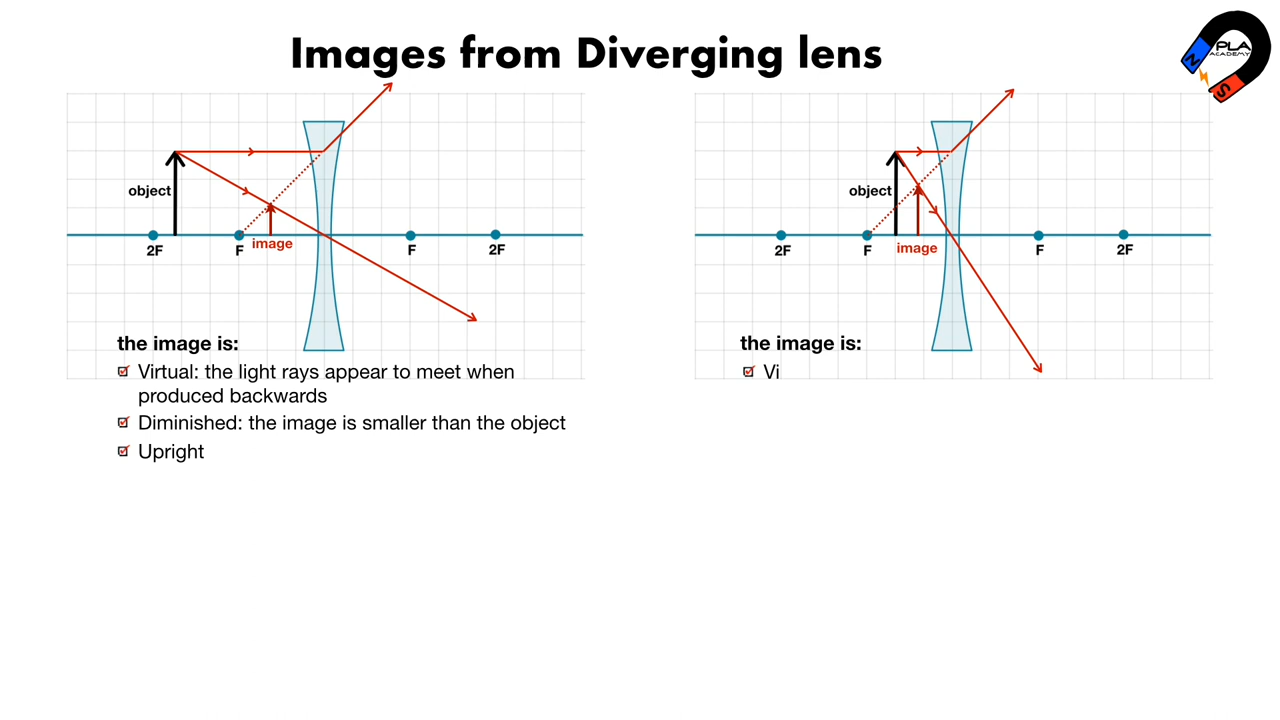 Images from Diverging lens
PLA
ACADEMY
N
S
object
image
2F
F
F
2F
the image is:
Virtual: the light rays appear to meet when
produced backwards
Diminished: the image is smaller than the object
Upright
object
image
2F
F
F
2F
the image is:
Vi